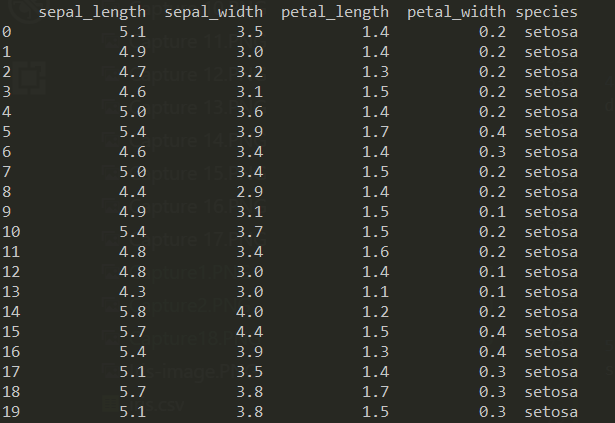 sepal_length sepal_width petal_length petal_width species
0 5.1 3.5 1.4 0.2 setosa
1 4.9 3.0 1.4 0.2 setosa
2 4.7 3.2 1.3 0.2 setosa
3 4.6 3.1 1.5 0.2 setosa
4 5.0 3.6 1.4 0.2 setosa
5 5.4 3.9 1.7 0.4 setosa
6 4.6 3.4 1.4 0.3 setosa
7 5.0 3.4 1.5 0.2 setosa
8 4.4 2.9 1.4 0.2 setosa
9 4.9 3.1 1.5 0.1 setosa
10 5.4 3.7 1.5 0.2 setosa
11 4.8 3.4 1.6 0.2 setosa
12 4.8 3.0 1.4 0.1 setosa
13 4.3 3.0 1.1 0.1 setosa
14 5.8 4.0 1.2 0.2 setosa
15 5.7 4.4 1.5 0.4 setosa
16 5.4 3.9 1.3 0.4 setosa
17 5.1 3.5 1.4 0.3 setosa
18 5.7 3.8 1.7 0.3 setosa
19 5.1 3.8 1.5 0.3 setosa